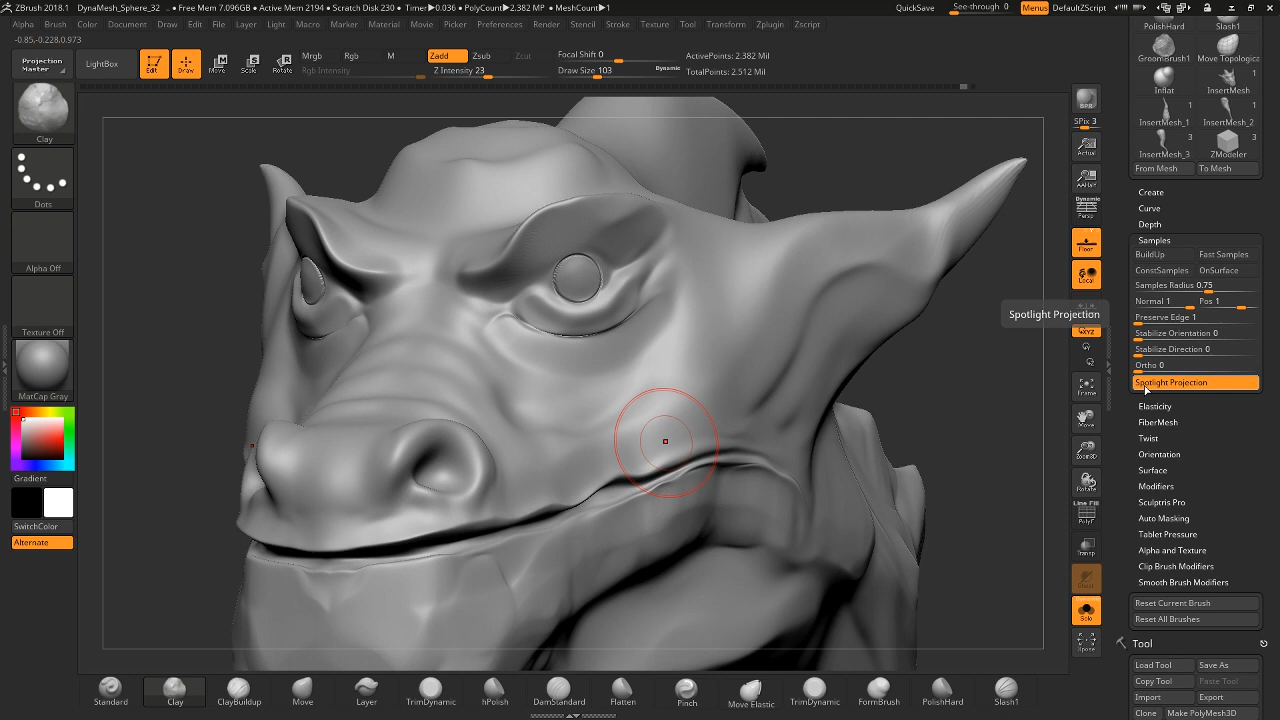 ZBrush 2018.1 DynaMesh_Sphere_32 .. • Free Mem 7.096GB • Active Mem 2194 • Scratch Disk 230 • Timer▶0.036 • PolyCount▶2.382 MP • MeshCount▶1 QuickSave See-through 0 Menus DefaultZScript
Alpha Brush Color Document Draw Edit File Layer Light Macro Marker Material Movie Picker Preferences Render Stencil Stroke Texture Tool Transform Zplugin Zscript
-0.85,-0.228,0.973
Projection
Master
LightBox
Edit Draw Move Scale Rotate
Mrgb Rgb M Zadd Zsub Zcut
Rgb Intensity Z Intensity 23
Focal Shift 0
Draw Size 103 Dynamic
ActivePoints: 2.382 Mil
TotalPoints: 2.512 Mil
Clay
Dots
Alpha Off
Texture Off
MatCap Gray
Gradient
SwitchColor
Alternate
BPR
SPix 3
Actual
AAHalf
Dynamic
Persp
Floor
Local
Spotlight Projection
XYZ
Frame
Move
Zoom3D
Rotate
Line Fill
PolyF
Transp
Dynamic
Solo
Xpose
PolishHard Slash1
GroomBrush1 Move Topologica
1
Inflat InsertMesh
1 1
InsertMesh_1 InsertMesh_2
3 3
InsertMesh_3 ZModeler
From Mesh To Mesh
Create
Curve
Depth
Samples
BuildUp Fast Samples
ConstSamples OnSurface
Samples Radius 0.75
Normal 1 Pos 1
Preserve Edge 1
Stabilize Orientation 0
Stabilize Direction 0
Ortho 0
Spotlight Projection
Elasticity
FiberMesh
Twist
Orientation
Surface
Modifiers
Sculptris Pro
Auto Masking
Tablet Pressure
Alpha and Texture
Clip Brush Modifiers
Smooth Brush Modifiers
Reset Current Brush
Reset All Brushes
Tool
Load Tool Save As
Copy Tool Paste Tool
Import Export
Clone Make PolyMesh3D
Standard Clay ClayBuildup Move Layer TrimDynamic hPolish DamStandard Flatten Pinch Move Elastic TrimDynamic FormBrush PolishHard Slash1